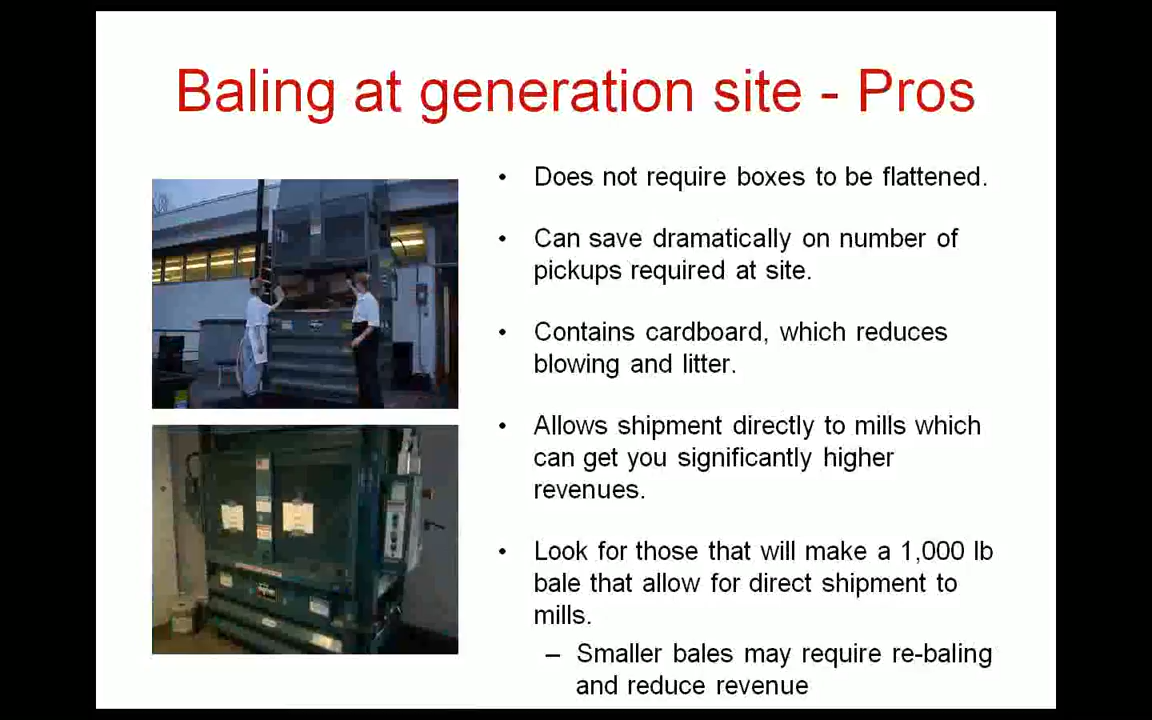 Baling at generation site - Pros
• Does not require boxes to be flattened.
• Can save dramatically on number of
pickups required at site.
• Contains cardboard, which reduces
blowing and litter.
• Allows shipment directly to mills which
can get you significantly higher
revenues.
• Look for those that will make a 1,000 lb
bale that allow for direct shipment to
mills.
– Smaller bales may require re-baling
and reduce revenue